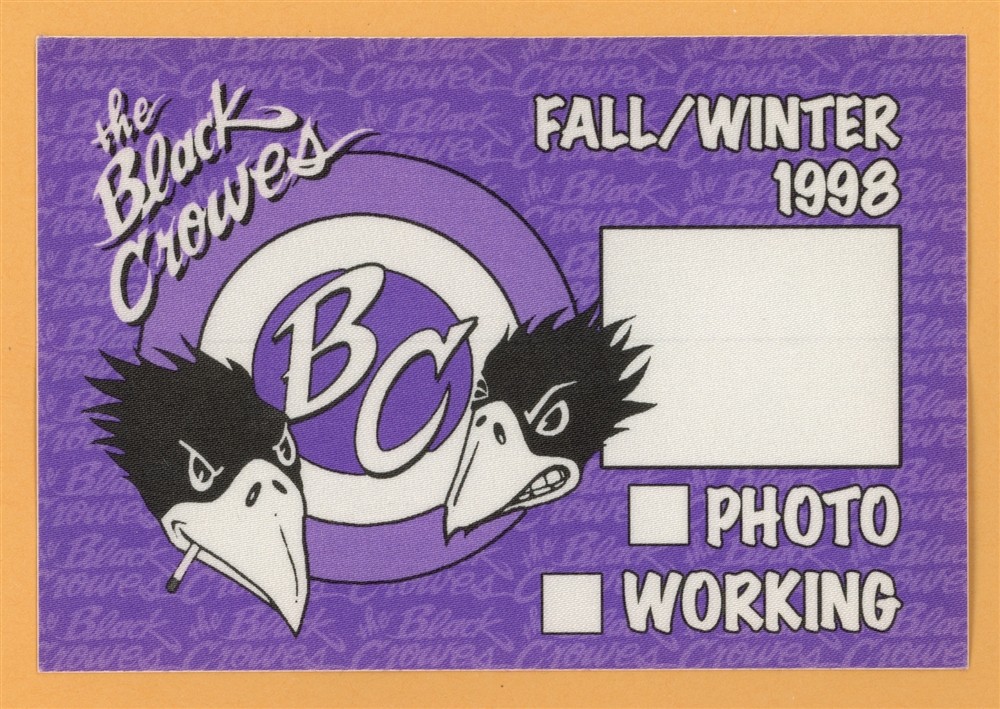 the
Black
Crowes
FALL/WINTER
1998
BC
PHOTO
WORKING